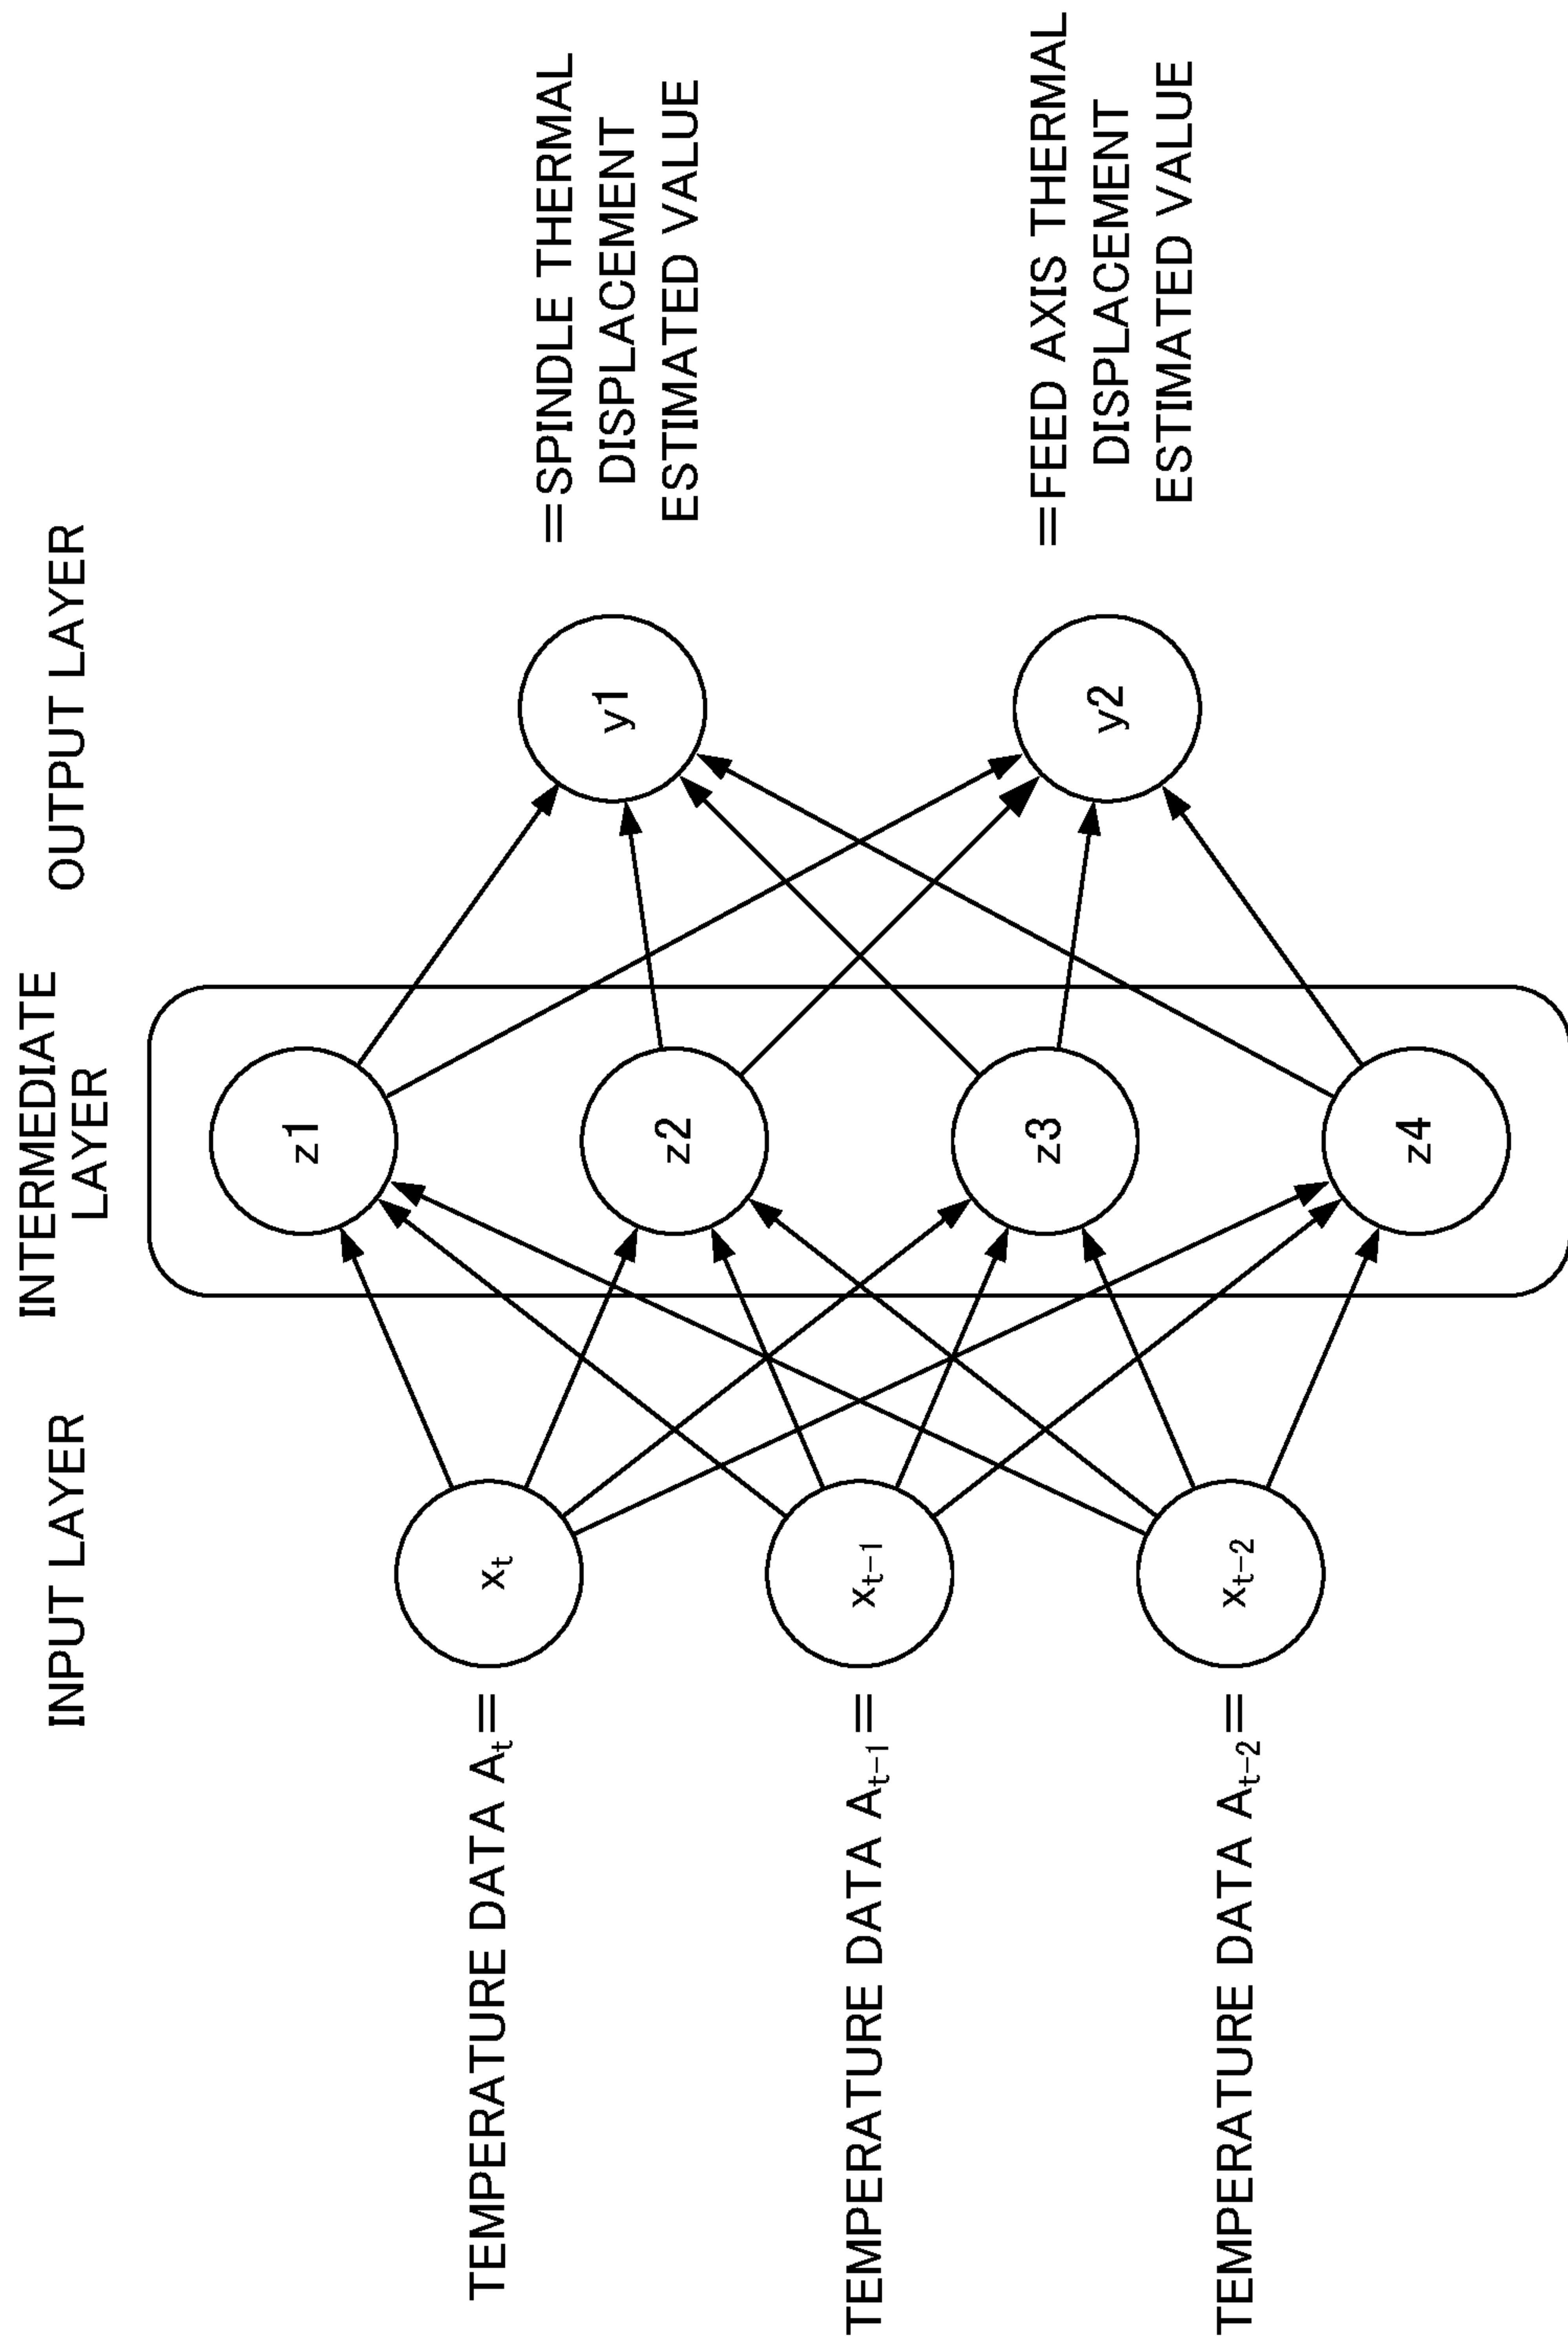 INPUT LAYER
INTERMEDIATE
LAYER
OUTPUT LAYER
TEMPERATURE DATA Aₜ=
xₜ
TEMPERATURE DATA Aₜ₋₁=
xₜ₋₁
TEMPERATURE DATA Aₜ₋₂=
xₜ₋₂
z1
z2
z3
z4
y1
=SPINDLE THERMAL
DISPLACEMENT
ESTIMATED VALUE
y2
=FEED AXIS THERMAL
DISPLACEMENT
ESTIMATED VALUE